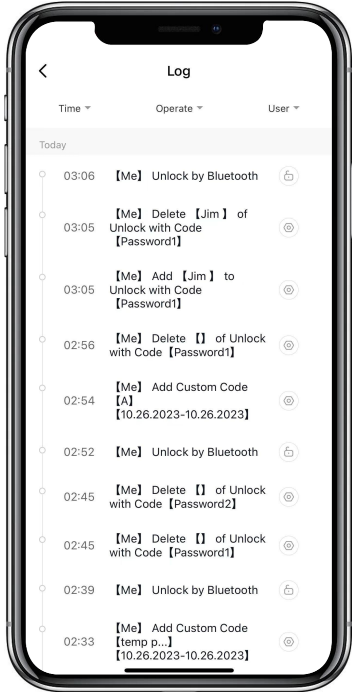 Log
Time Operate User
Today
03:06 【Me】 Unlock by Bluetooth
【Me】 Delete 【Jim 】 of
03:05 Unlock with Code
【Password1】
【Me】 Add 【Jim 】 to
03:05 Unlock with Code
【Password1】
02:56 【Me】 Delete 【】 of Unlock
with Code【Password1】
【Me】 Add Custom Code
02:54 【A】
【10.26.2023-10.26.2023】
02:52 【Me】 Unlock by Bluetooth
02:45 【Me】 Delete 【】 of Unlock
with Code【Password2】
02:45 【Me】 Delete 【】 of Unlock
with Code【Password1】
02:39 【Me】 Unlock by Bluetooth
【Me】 Add Custom Code
02:33 【temp p...】
【10.26.2023-10.26.2023】